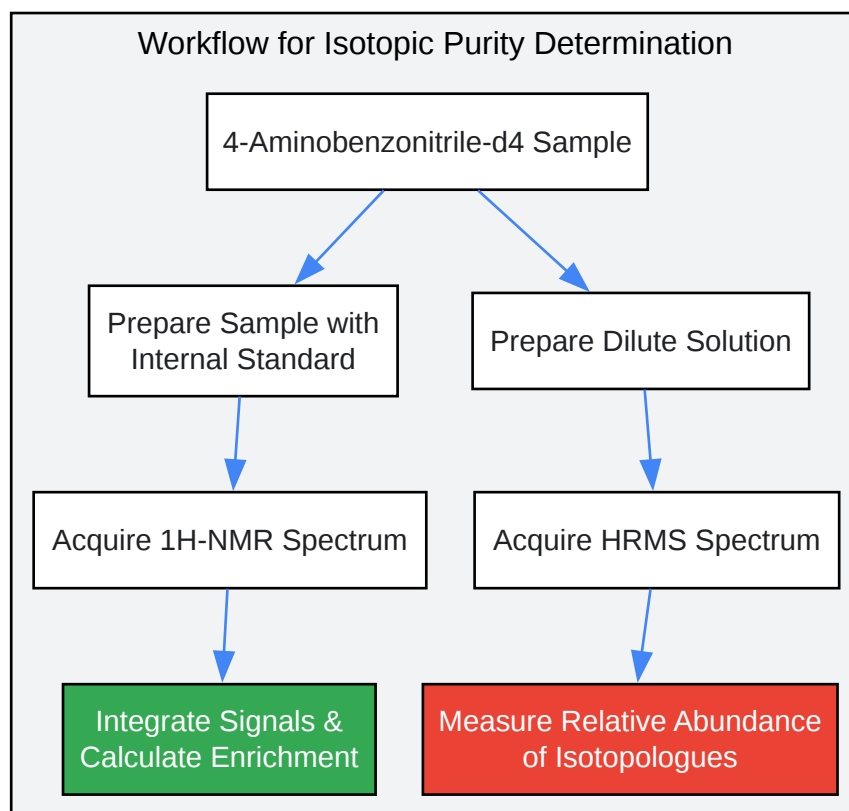 Workflow for Isotopic Purity Determination
4-Aminobenzonitrile-d4 Sample
Prepare Sample with
Internal Standard
Prepare Dilute Solution
Acquire 1H-NMR Spectrum
Acquire HRMS Spectrum
Integrate Signals &
Calculate Enrichment
Measure Relative Abundance
of Isotopologues